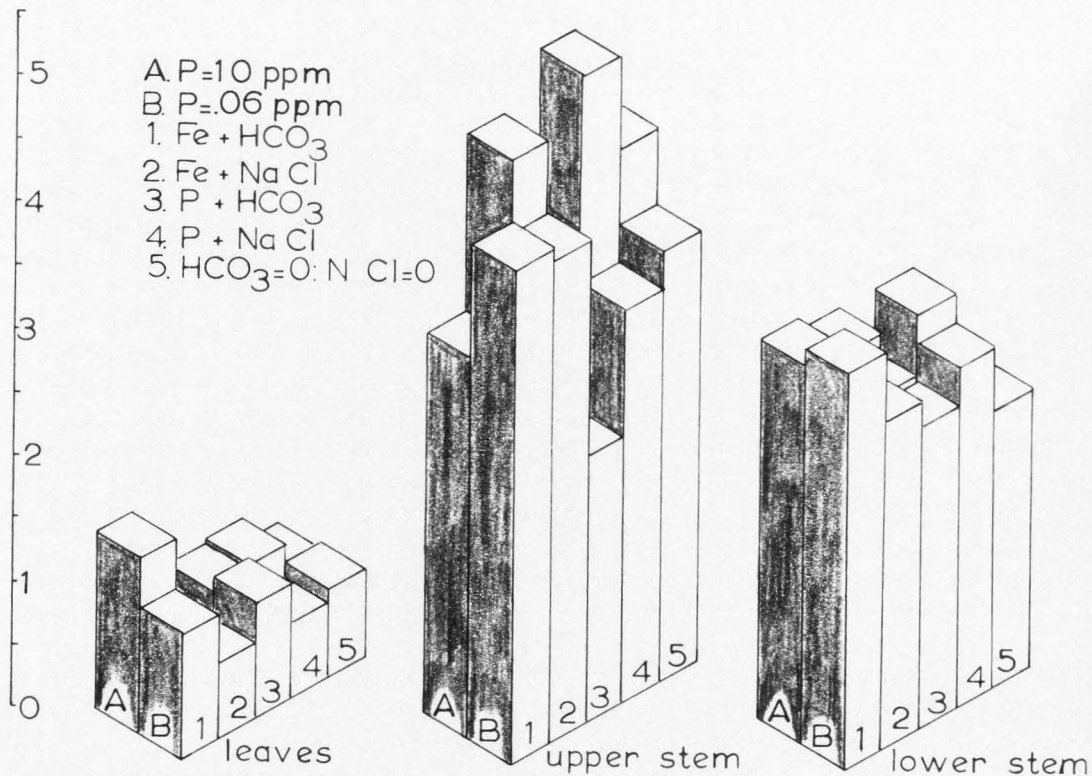 5
4
3
2
1
0
A. P=10 ppm
B. P=.06 ppm
1. Fe + HCO3
2. Fe + Na Cl
3. P + HCO3
4. P + Na Cl
5. HCO3=0: N Cl=0
A B 1 2 3 4 5
leaves
A B 1 2 3 4 5
upper stem
A B 1 2 3 4 5
lower stem